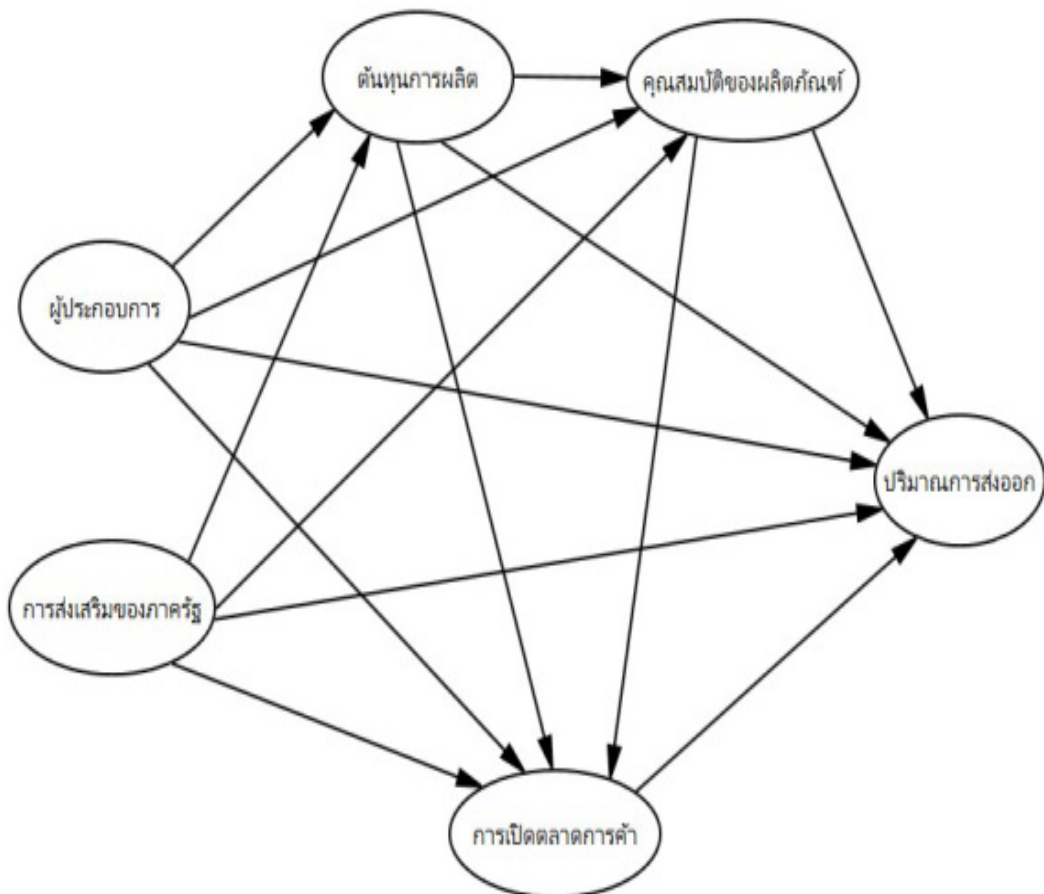 ต้นทุนการผลิต
คุณสมบัติของผลิตภัณฑ์
ผู้ประกอบการ
ปริมาณการส่งออก
การส่งเสริมของภาครัฐ
การเปิดตลาดการค้า